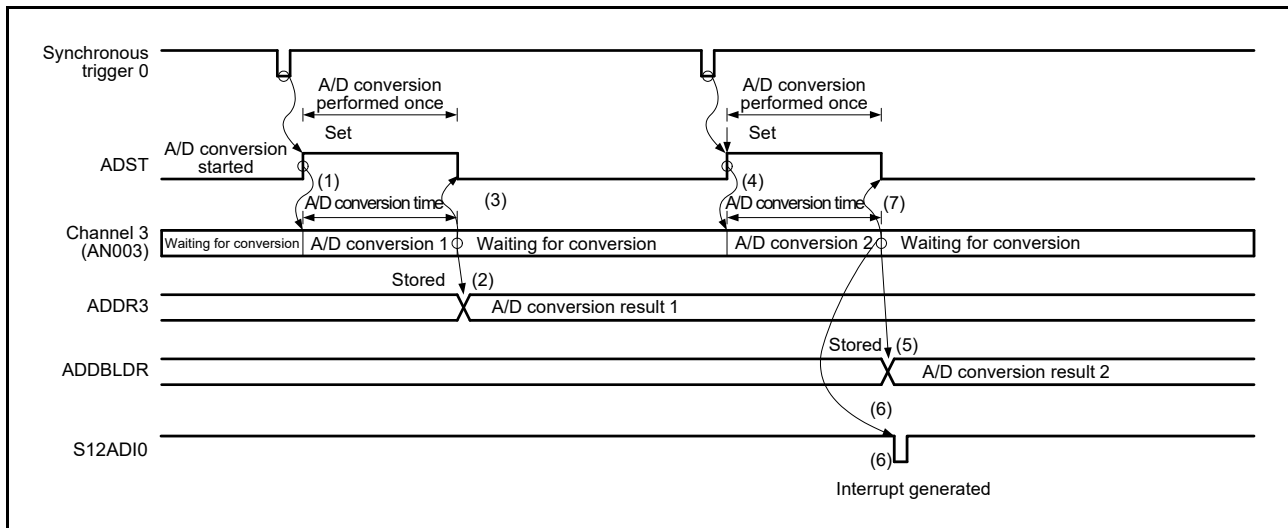 Synchronous
trigger 0
A/D conversion
performed once
A/D conversion
performed once
Set
Set
ADST
A/D conversion
started
(1)
(3)
(4)
(7)
A/D conversion time
A/D conversion time
Channel 3
(AN003)
Waiting for conversion
A/D conversion 1
Waiting for conversion
A/D conversion 2
Waiting for conversion
Stored
(2)
ADDR3
A/D conversion result 1
Stored
(5)
ADDBLDR
A/D conversion result 2
(6)
S12ADI0
(6)
Interrupt generated